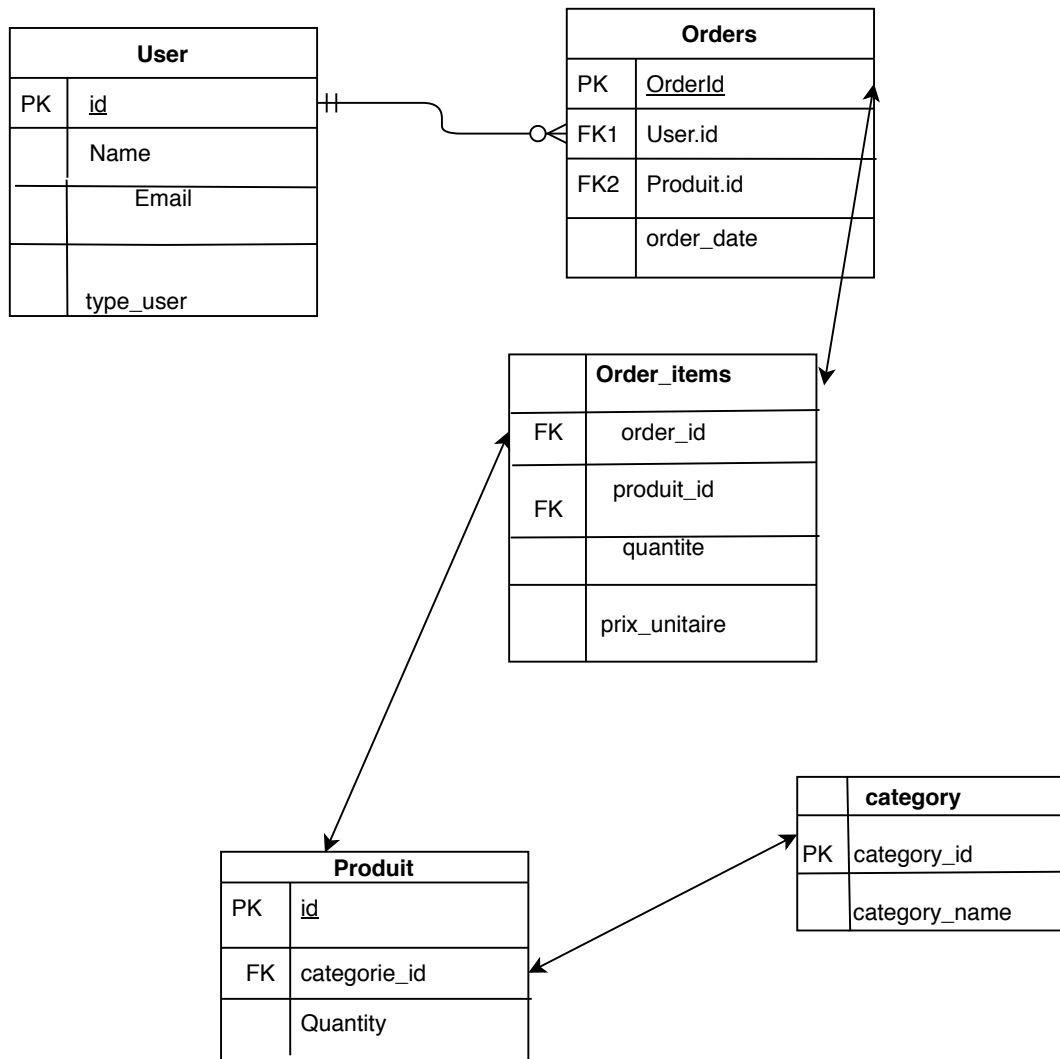 User
PK id
Name
Email
type_user
Orders
PK OrderId
FK1 User.id
FK2 Produit.id
order_date
Order_items
FK order_id
FK produit_id
quantite
prix_unitaire
category
PK category_id
category_name
Produit
PK id
FK categorie_id
Quantity